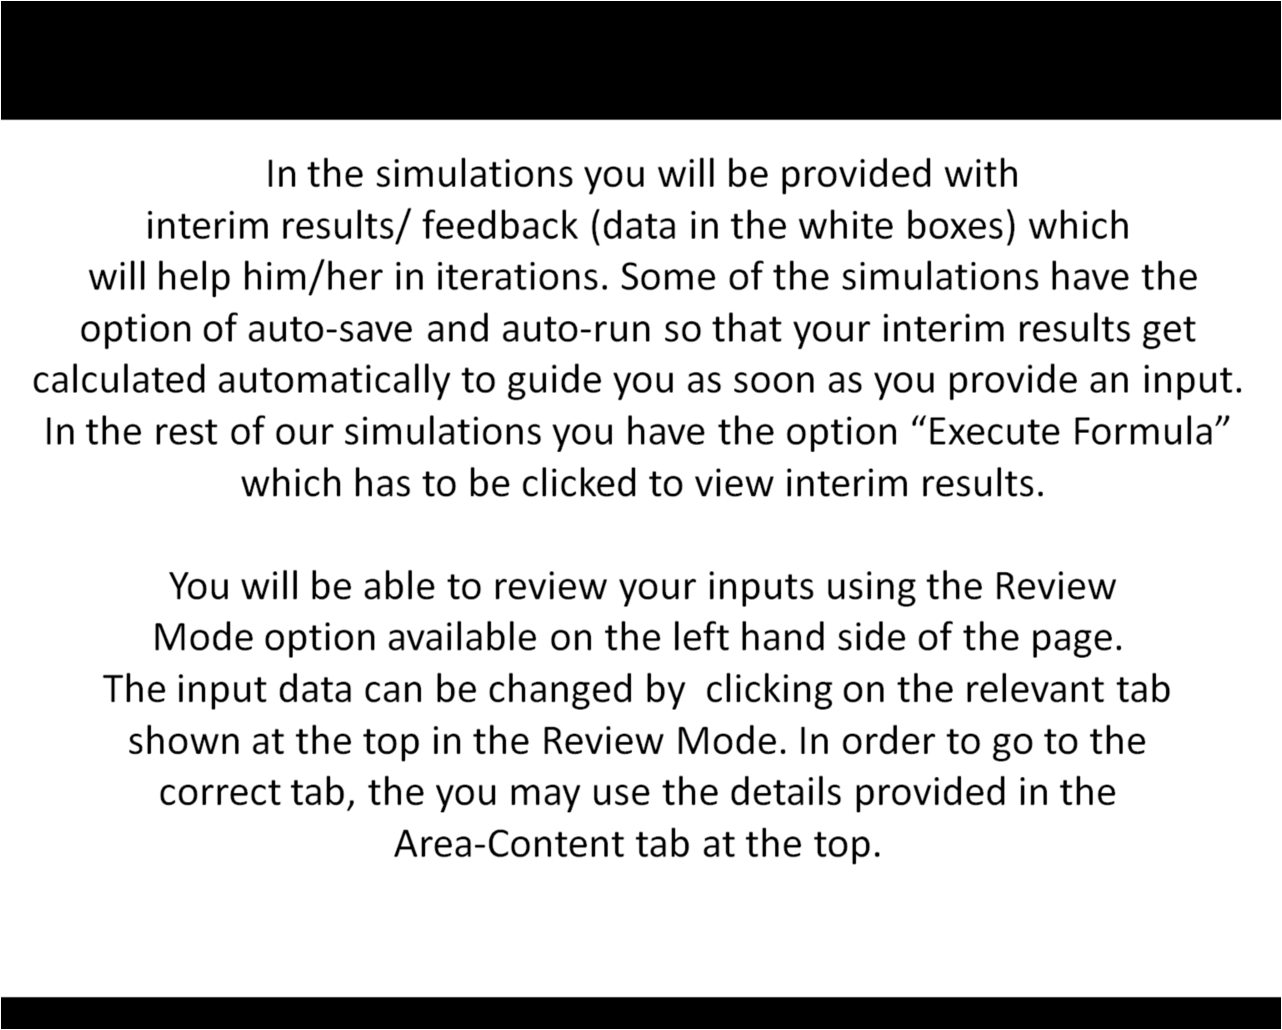 In the simulations you will be provided with
interim results/ feedback (data in the white boxes) which
will help him/her in iterations. Some of the simulations have the
option of auto-save and auto-run so that your interim results get
calculated automatically to guide you as soon as you provide an input.
In the rest of our simulations you have the option “Execute Formula”
which has to be clicked to view interim results.
You will be able to review your inputs using the Review
Mode option available on the left hand side of the page.
The input data can be changed by  clicking on the relevant tab
shown at the top in the Review Mode. In order to go to the
correct tab, the you may use the details provided in the
Area-Content tab at the top.